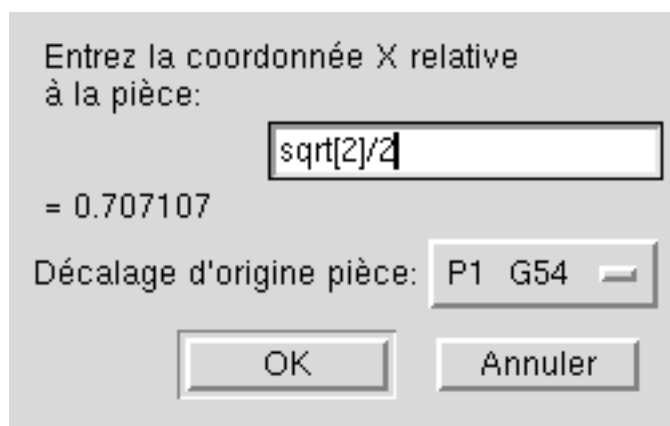 Entrez la coordonnée X relative
à la pièce:
sqrt[2]/2
= 0.707107
Décalage d'origine pièce: P1 G54
OK Annuler